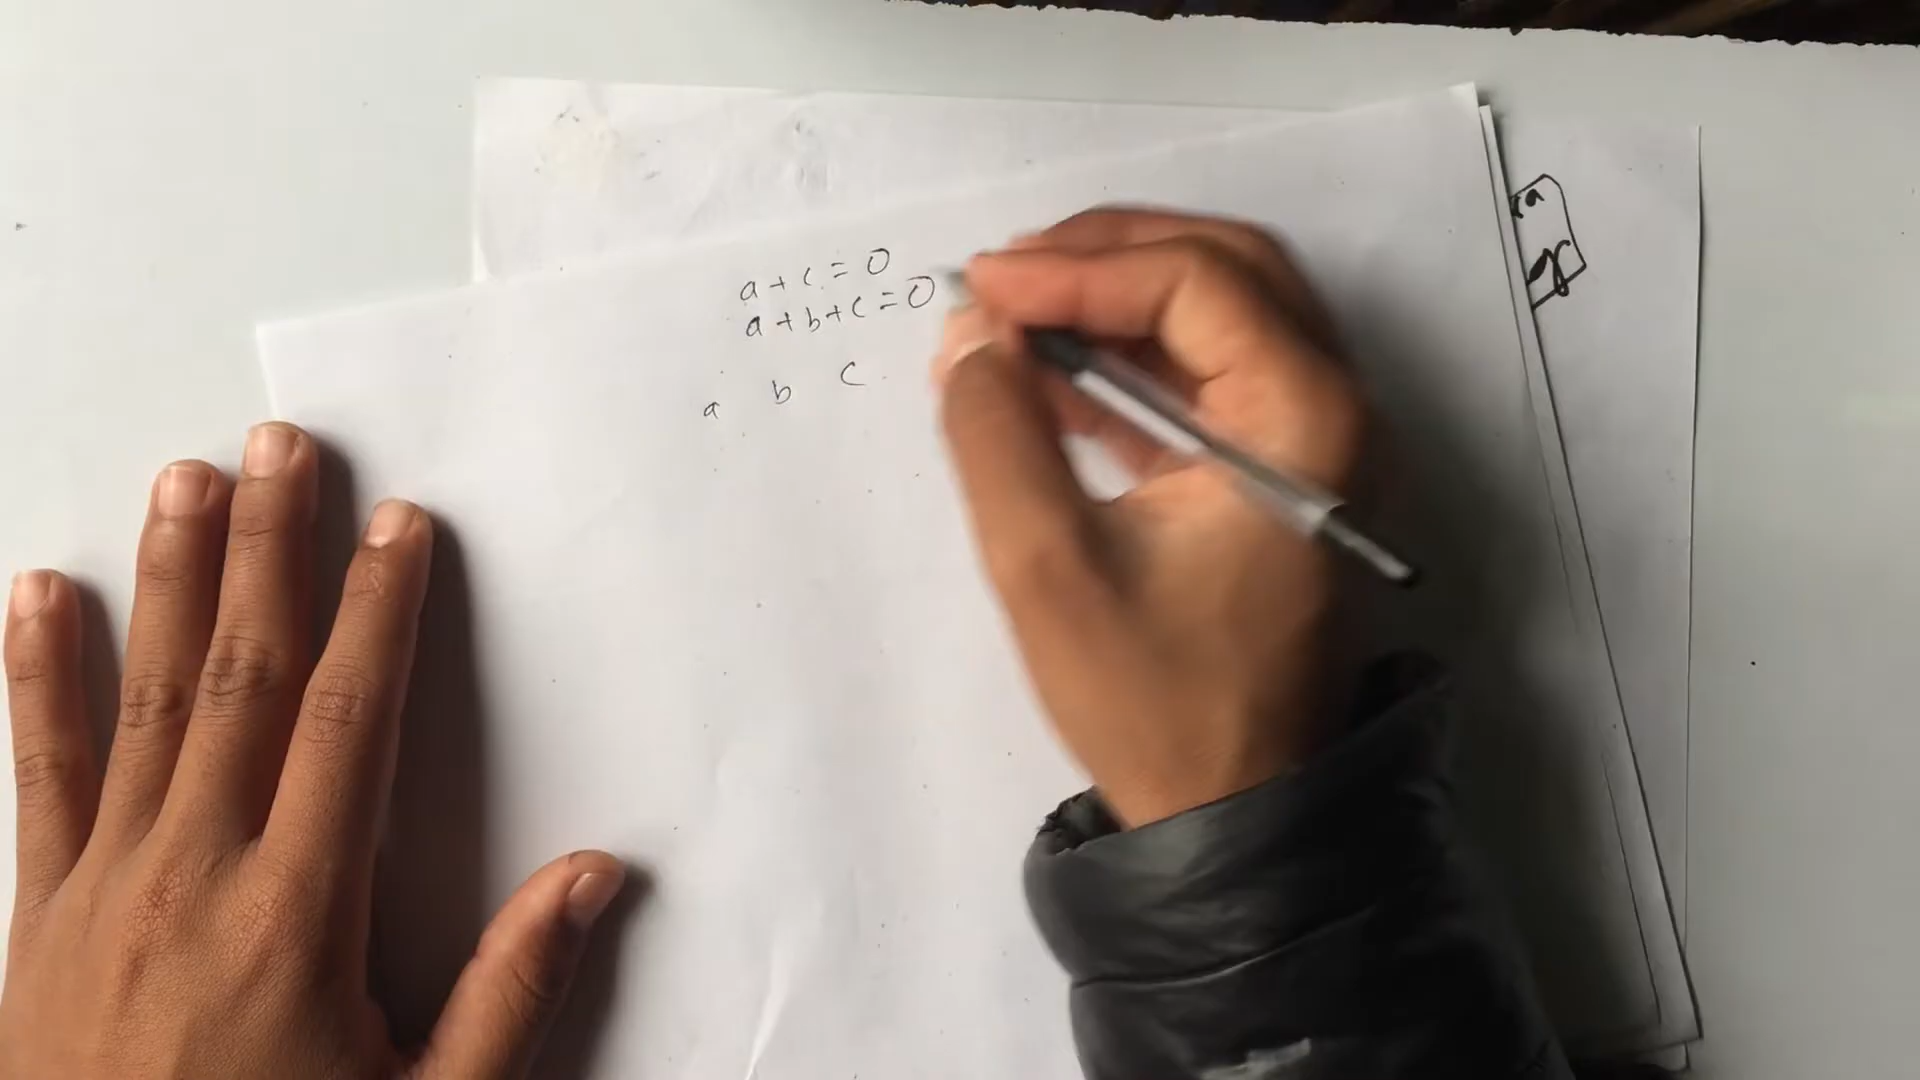 a + c = 0
a + b + c = 0
a b c